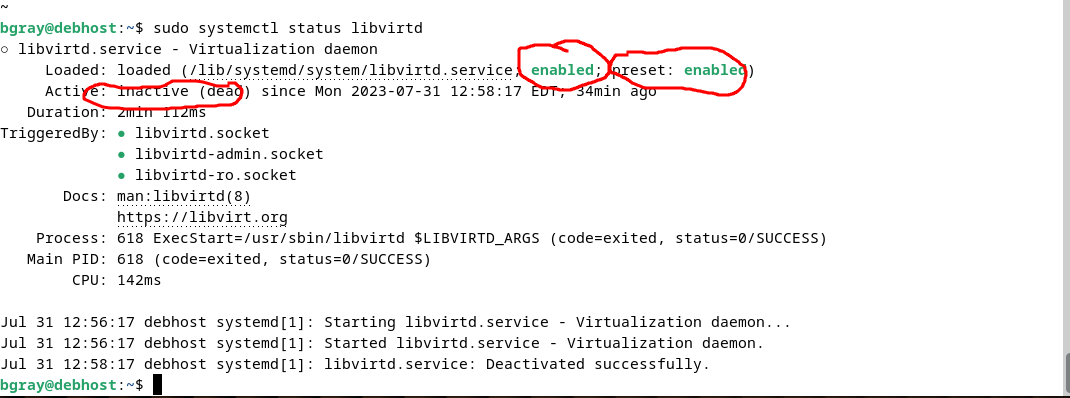 ~
bgray@debhost:~$ sudo systemctl status libvirtd
○ libvirtd.service - Virtualization daemon
Loaded: loaded (/lib/systemd/system/libvirtd.service; enabled; preset: enabled)
Active: inactive (dead) since Mon 2023-07-31 12:58:17 EDT; 34min ago
Duration: 2min 112ms
TriggeredBy: ● libvirtd.socket
● libvirtd-admin.socket
● libvirtd-ro.socket
Docs: man:libvirtd(8)
https://libvirt.org
Process: 618 ExecStart=/usr/sbin/libvirtd $LIBVIRTD_ARGS (code=exited, status=0/SUCCESS)
Main PID: 618 (code=exited, status=0/SUCCESS)
CPU: 142ms
Jul 31 12:56:17 debhost systemd[1]: Starting libvirtd.service - Virtualization daemon...
Jul 31 12:56:17 debhost systemd[1]: Started libvirtd.service - Virtualization daemon.
Jul 31 12:58:17 debhost systemd[1]: libvirtd.service: Deactivated successfully.
bgray@debhost:~$